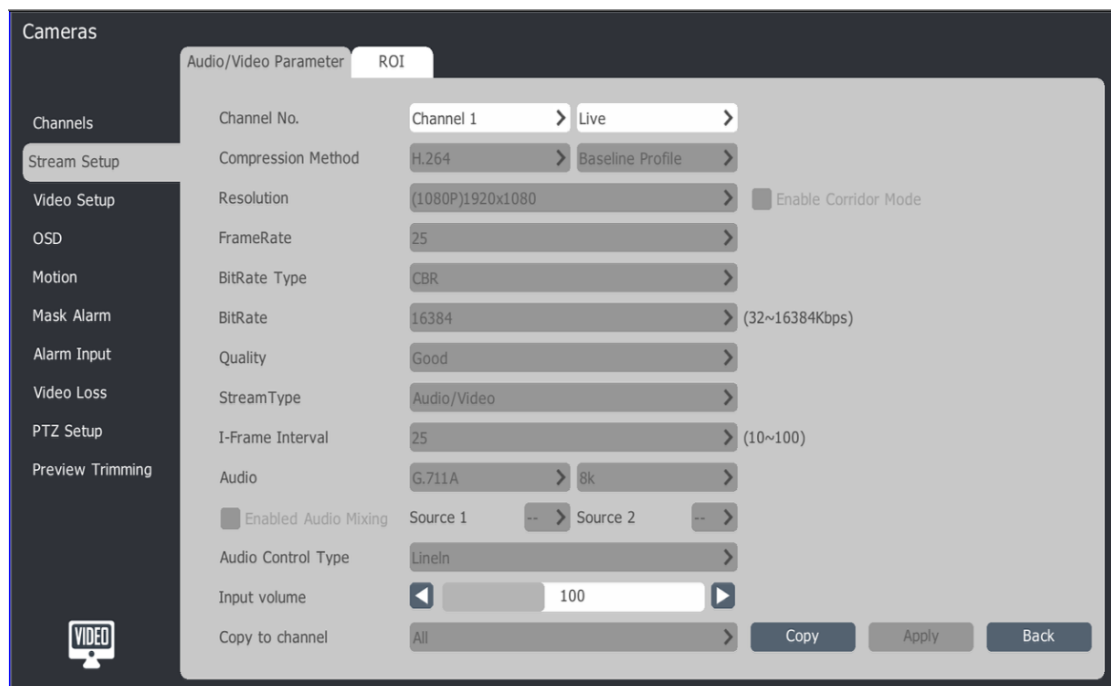 Cameras
Audio/Video Parameter ROI
Channels
Stream Setup
Video Setup
OSD
Motion
Mask Alarm
Alarm Input
Video Loss
PTZ Setup
Preview Trimming
VIDEO
Channel No. Channel 1 Live
Compression Method H.264 Baseline Profile
Resolution (1080P)1920x1080 Enable Corridor Mode
FrameRate 25
BitRate Type CBR
BitRate 16384 (32~16384Kbps)
Quality Good
StreamType Audio/Video
I-Frame Interval 25 (10~100)
Audio G.711A 8k
Enabled Audio Mixing Source 1 -- Source 2 --
Audio Control Type LineIn
Input volume 100
Copy to channel All Copy Apply Back